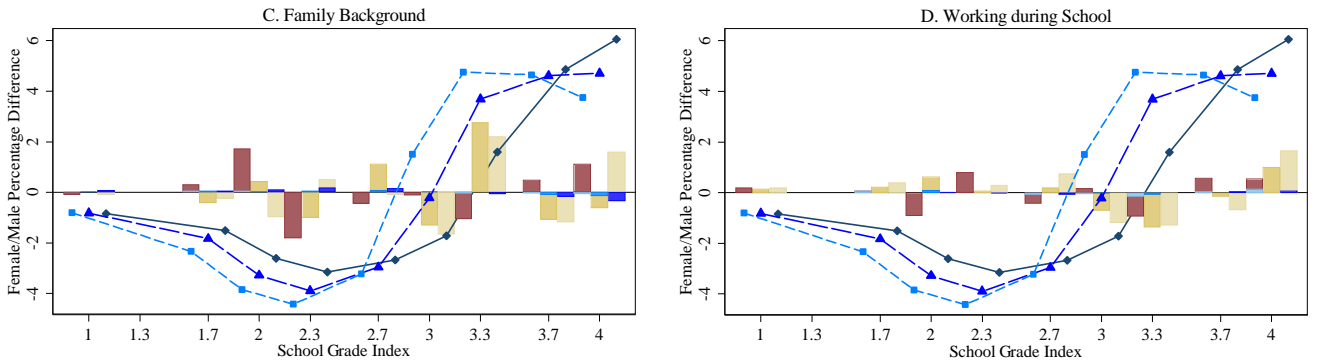 C. Family Background
Female/Male Percentage Difference
6
4
2
0
-2
-4
1 1.3 1.7 2 2.3 2.7 3 3.3 3.7 4
School Grade Index
D. Working during School
Female/Male Percentage Difference
6
4
2
0
-2
-4
1 1.3 1.7 2 2.3 2.7 3 3.3 3.7 4
School Grade Index